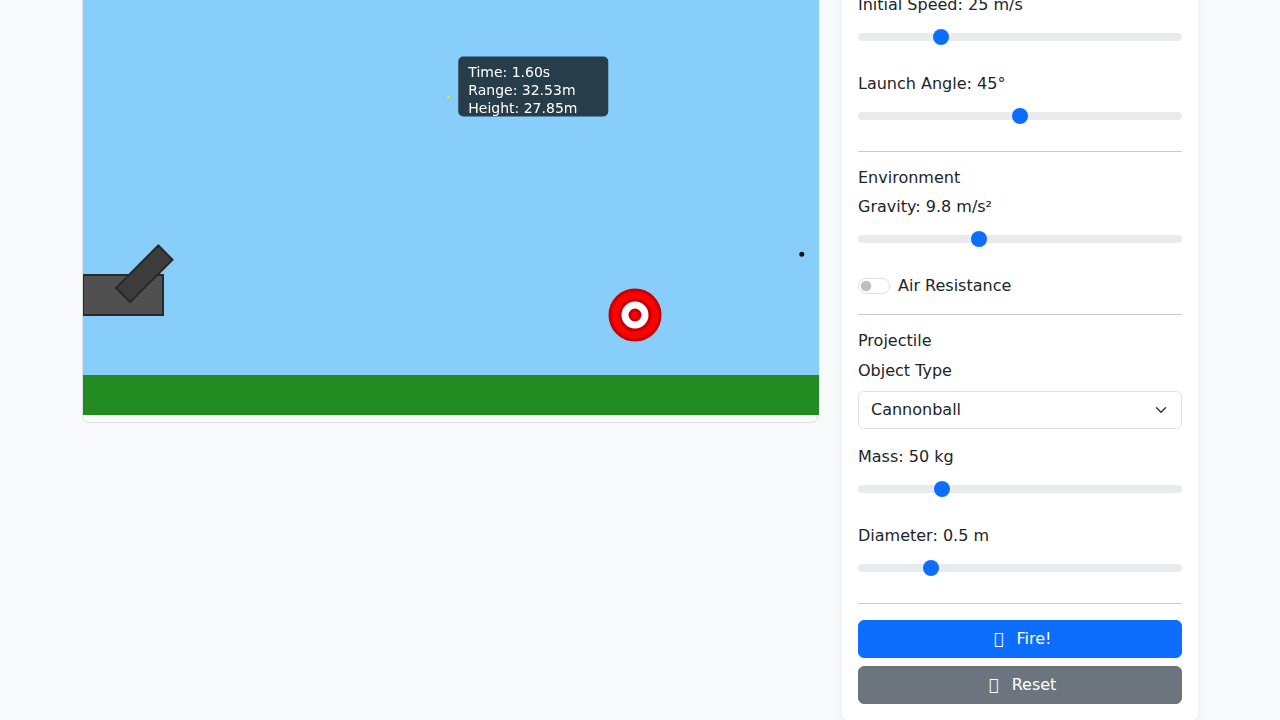 Initial Speed: 25 m/s
Time: 1.60s
Range: 32.53m
Height: 27.85m
Launch Angle: 45°
Environment
Gravity: 9.8 m/s²
Air Resistance
Projectile
Object Type
Cannonball
Mass: 50 kg
Diameter: 0.5 m
Fire!
Reset